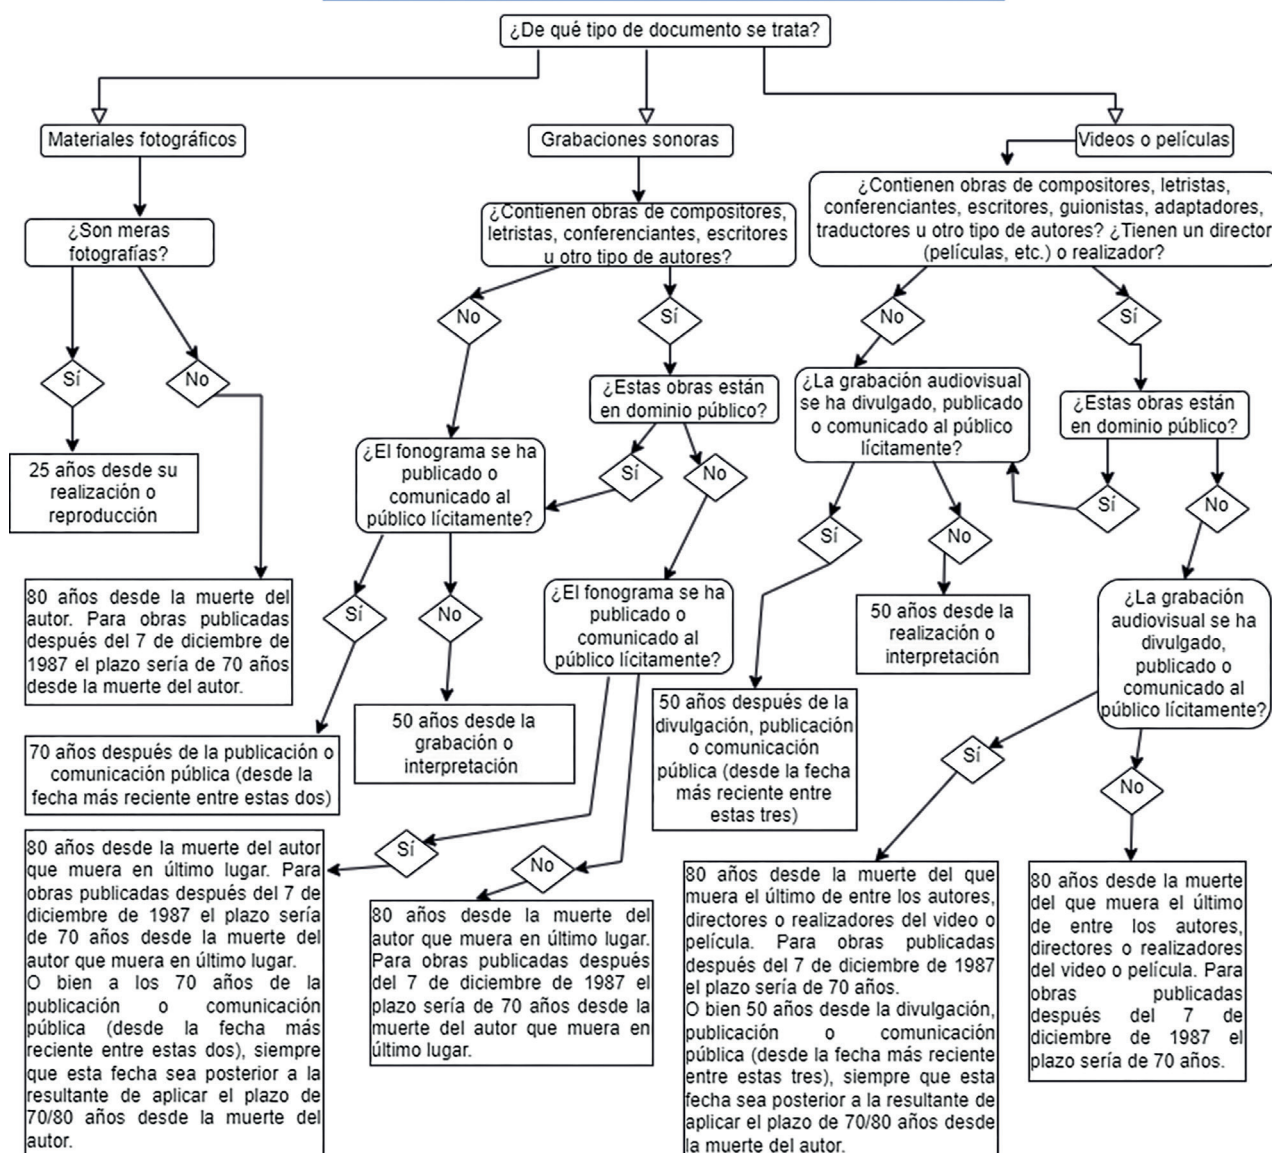 ¿De qué tipo de documento se trata?
Materiales fotográficos
Grabaciones sonoras
Videos o películas
¿Son meras
fotografías?
Sí
No
25 años desde su
realización o
reproducción
80 años desde la muerte del
autor. Para obras publicadas
después del 7 de diciembre de
1987 el plazo sería de 70 años
desde la muerte del autor.
¿Contienen obras de compositores,
letristas, conferenciantes, escritores
u otro tipo de autores?
No
Sí
¿Estas obras están
en dominio público?
Sí
No
¿El fonograma se ha
publicado o
comunicado al
público lícitamente?
Sí
No
70 años después de la publicación o
comunicación pública (desde la
fecha más reciente entre estas dos)
50 años desde la
grabación o
interpretación
¿El fonograma se ha
publicado o
comunicado al
público lícitamente?
Sí
No
80 años desde la muerte del autor
que muera en último lugar. Para
obras publicadas después del 7 de
diciembre de 1987 el plazo sería
de 70 años desde la muerte del
autor que muera en último lugar.
O bien a los 70 años de la
publicación o comunicación
pública (desde la fecha más
reciente entre estas dos), siempre
que esta fecha sea posterior a la
resultante de aplicar el plazo de
70/80 años desde la muerte del
autor.
80 años desde la muerte del
autor que muera en último lugar.
Para obras publicadas después
del 7 de diciembre de 1987 el
plazo sería de 70 años desde la
muerte del autor que muera en
último lugar.
¿Contienen obras de compositores, letristas,
conferenciantes, escritores, guionistas, adaptadores,
traductores u otro tipo de autores? ¿Tienen un director
(películas, etc.) o realizador?
No
Sí
¿La grabación audiovisual
se ha divulgado, publicado
o comunicado al público
lícitamente?
Sí
No
50 años después de la
divulgación, publicación
o comunicación
pública (desde la fecha
más reciente entre
estas tres)
50 años desde la
realización o
interpretación
¿Estas obras están
en dominio público?
Sí
No
¿La grabación
audiovisual se ha
divulgado,
publicado o
comunicado al
público lícitamente?
Sí
No
80 años desde la muerte del que
muera el último de entre los autores,
directores o realizadores del video o
película. Para obras publicadas
después del 7 de diciembre de 1987
el plazo sería de 70 años.
O bien 50 años desde la divulgación,
publicación o comunicación
pública (desde la fecha más reciente
entre estas tres), siempre que esta
fecha sea posterior a la resultante de
aplicar el plazo de 70/80 años desde
la muerte del autor.
80 años desde la muerte
del que muera el último
de entre los autores,
directores o realizadores
del video o película. Para
obras publicadas
después del 7 de
diciembre de 1987 el
plazo sería de 70 años.